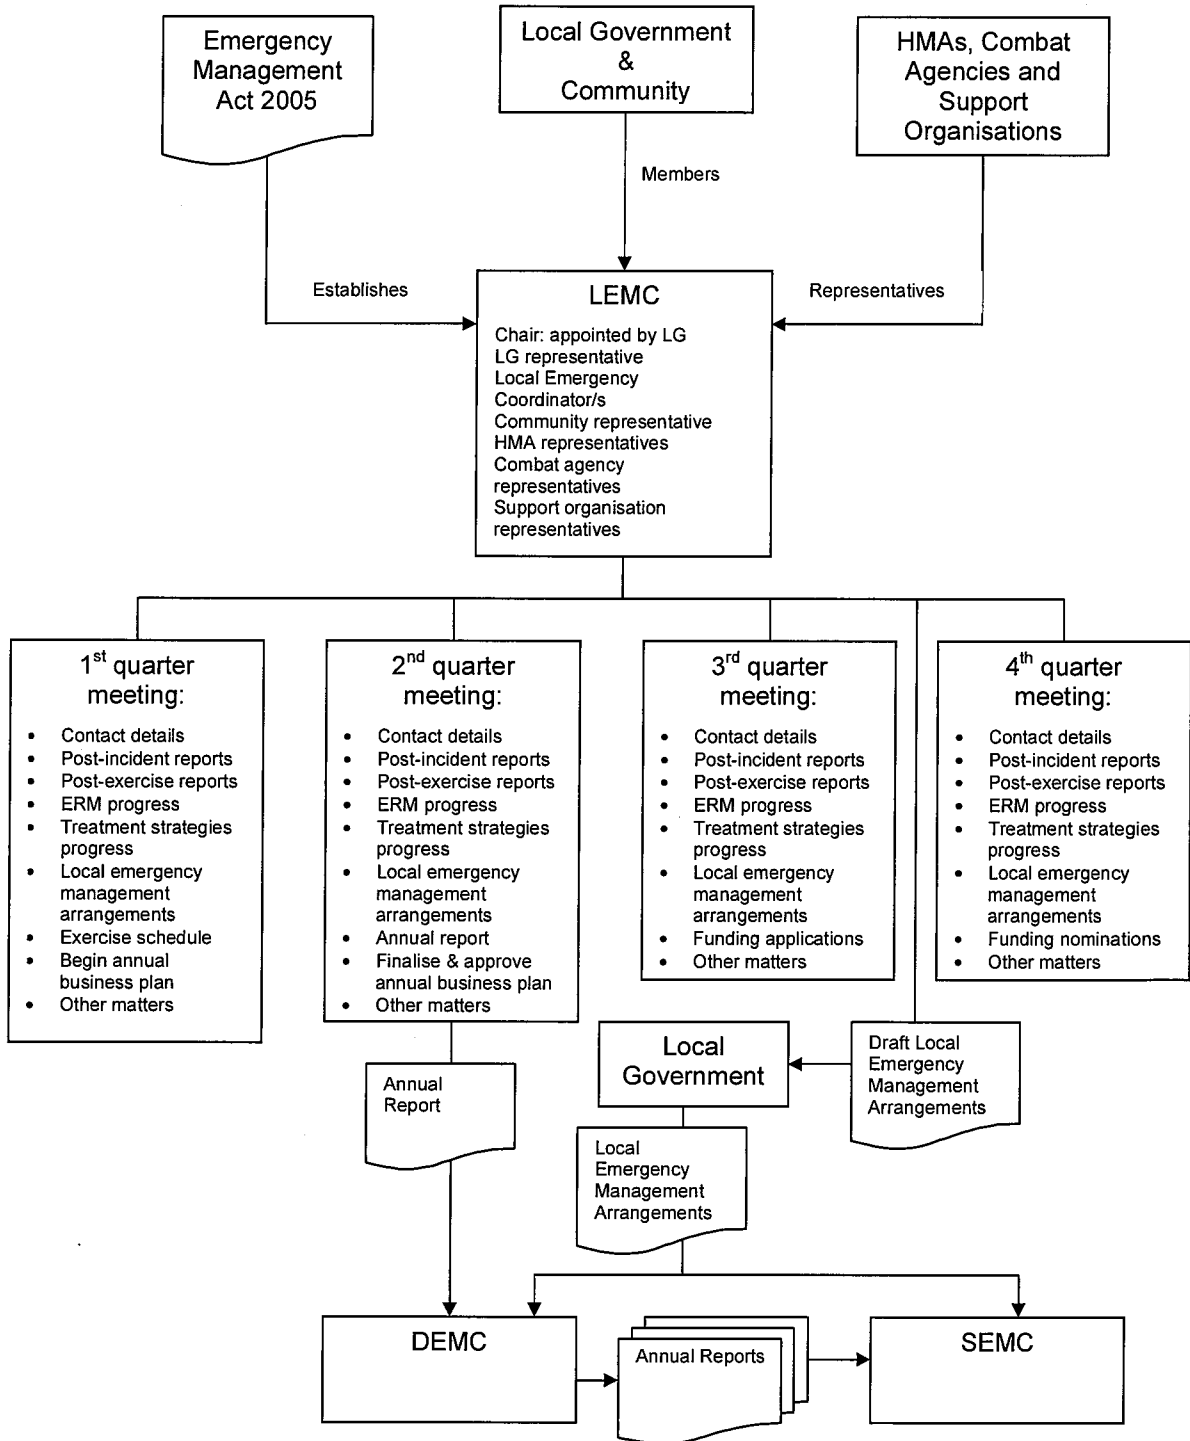 Emergency
Management
Act 2005
Local Government
&
Community
HMAs, Combat
Agencies and
Support
Organisations
Members
Establishes
Representatives
LEMC
Chair: appointed by LG
LG representative
Local Emergency
Coordinator/s
Community representative
HMA representatives
Combat agency
representatives
Support organisation
representatives
1st quarter
meeting:
• Contact details
• Post-incident reports
• Post-exercise reports
• ERM progress
• Treatment strategies
progress
• Local emergency
management
arrangements
• Exercise schedule
• Begin annual
business plan
• Other matters
2nd quarter
meeting:
• Contact details
• Post-incident reports
• Post-exercise reports
• ERM progress
• Treatment strategies
progress
• Local emergency
management
arrangements
• Annual report
• Finalise & approve
annual business plan
• Other matters
3rd quarter
meeting:
• Contact details
• Post-incident reports
• Post-exercise reports
• ERM progress
• Treatment strategies
progress
• Local emergency
management
arrangements
• Funding applications
• Other matters
4th quarter
meeting:
• Contact details
• Post-incident reports
• Post-exercise reports
• ERM progress
• Treatment strategies
progress
• Local emergency
management
arrangements
• Funding nominations
• Other matters
Annual
Report
Local
Government
Draft Local
Emergency
Management
Arrangements
Local
Emergency
Management
Arrangements
DEMC
Annual Reports
SEMC